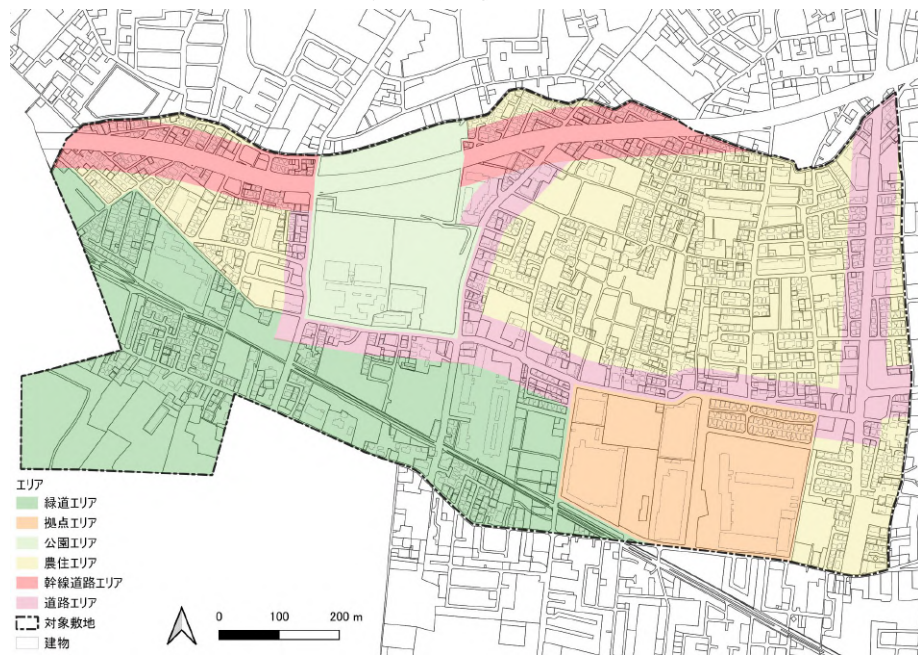 エリア
緑道エリア
拠点エリア
公園エリア
農住エリア
幹線道路エリア
道路エリア
対象敷地
建物
0 100 200 m